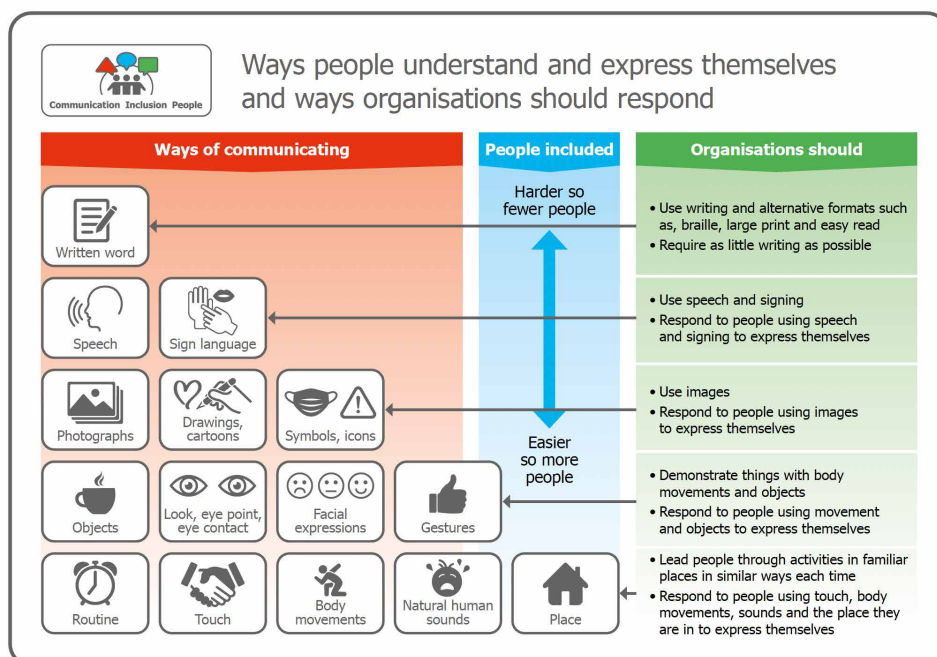 Communication Inclusion People
Ways people understand and express themselves
and ways organisations should respond
Ways of communicating
People included
Organisations should
Written word
Harder so
fewer people
• Use writing and alternative formats such
as, braille, large print and easy read
• Require as little writing as possible
Speech
Sign language
• Use speech and signing
• Respond to people using speech
and signing to express themselves
Photographs
Drawings,
cartoons
Symbols, icons
• Use images
• Respond to people using images
to express themselves
Easier
so more
people
Objects
Look, eye point,
eye contact
Facial
expressions
Gestures
• Demonstrate things with body
movements and objects
• Respond to people using movement
and objects to express themselves
Routine
Touch
Body
movements
Natural human
sounds
Place
• Lead people through activities in familiar
places in similar ways each time
• Respond to people using touch, body
movements, sounds and the place they
are in to express themselves